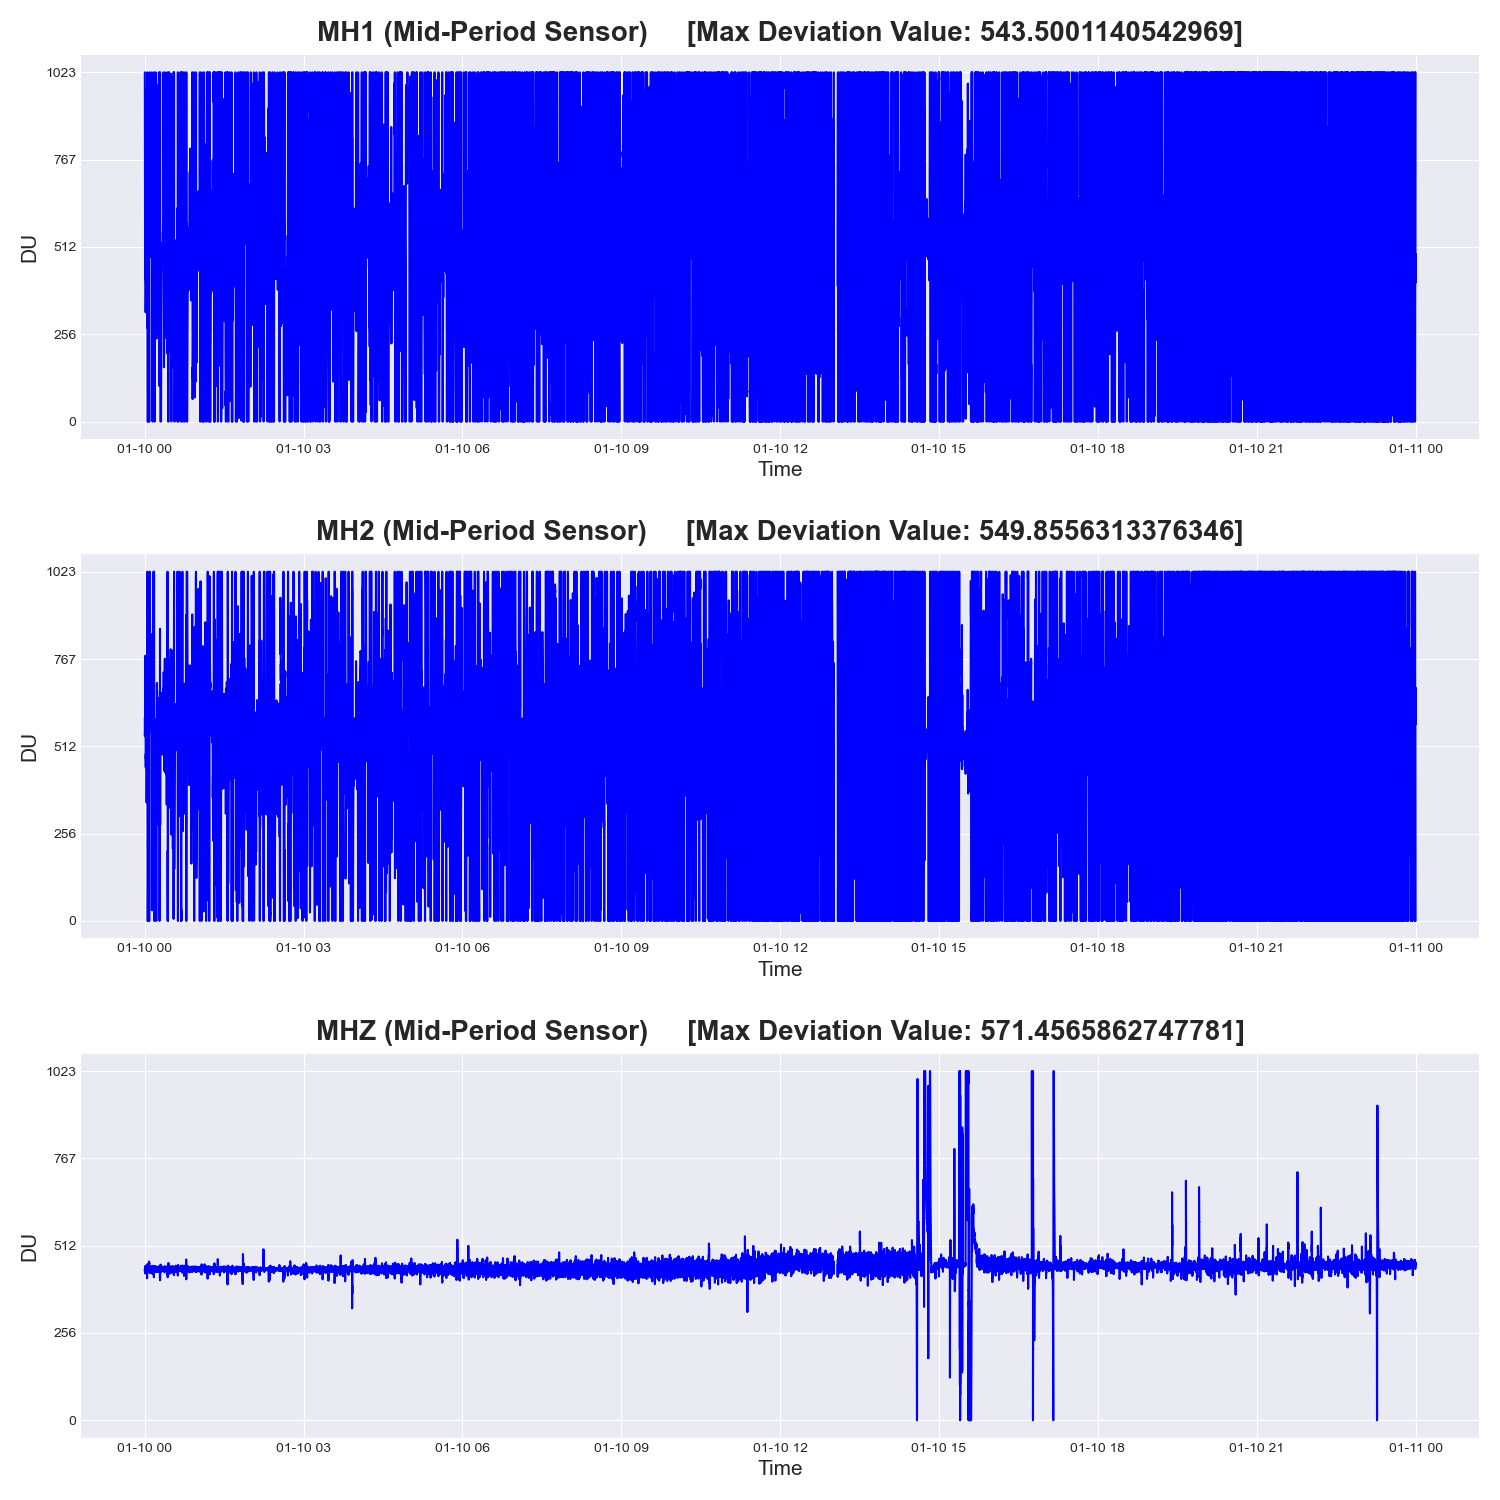 MH1 (Mid-Period Sensor) [Max Deviation Value: 543.5001140542969]
1023
767
512
256
0
DU
01-10 00 01-10 03 01-10 06 01-10 09 01-10 12 01-10 15 01-10 18 01-10 21 01-11 00
Time
MH2 (Mid-Period Sensor) [Max Deviation Value: 549.8556313376346]
1023
767
512
256
0
DU
01-10 00 01-10 03 01-10 06 01-10 09 01-10 12 01-10 15 01-10 18 01-10 21 01-11 00
Time
MHZ (Mid-Period Sensor) [Max Deviation Value: 571.4565862747781]
1023
767
512
256
0
DU
01-10 00 01-10 03 01-10 06 01-10 09 01-10 12 01-10 15 01-10 18 01-10 21 01-11 00
Time